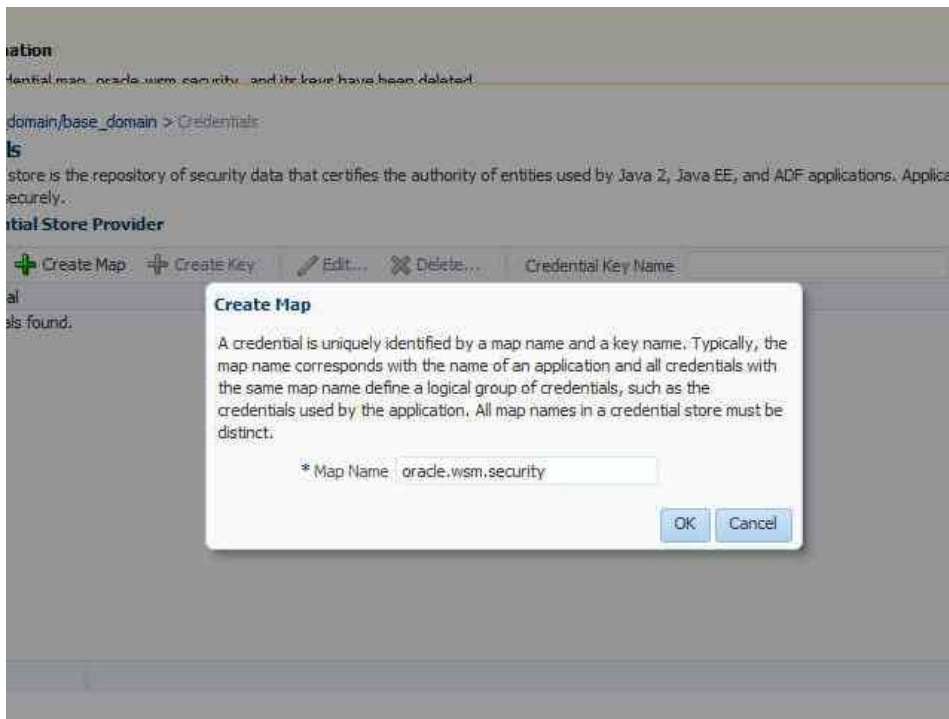 ation
dential map, oracle.wsm.security, and its keys have been deleted
domain/base_domain > Credentials
ls
store is the repository of security data that certifies the authority of entities used by Java 2, Java EE, and ADF applications. Applica
ecurely.
tial Store Provider
Create Map Create Key Edit... Delete... Credential Key Name
al
als found.
Create Map
A credential is uniquely identified by a map name and a key name. Typically, the
map name corresponds with the name of an application and all credentials with
the same map name define a logical group of credentials, such as the
credentials used by the application. All map names in a credential store must be
distinct.
* Map Name oracle.wsm.security
OK Cancel